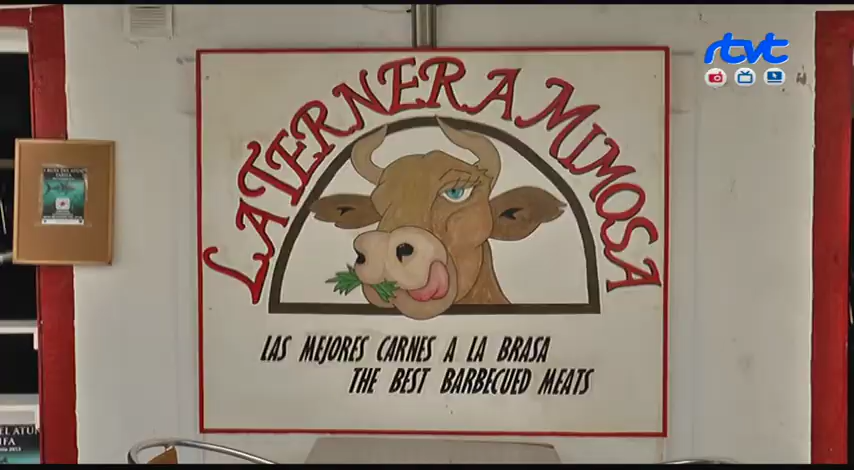 rtvt
LA TERNERA MIMOSA
LAS MEJORES CARNES A LA BRASA
THE BEST BARBECUED MEATS